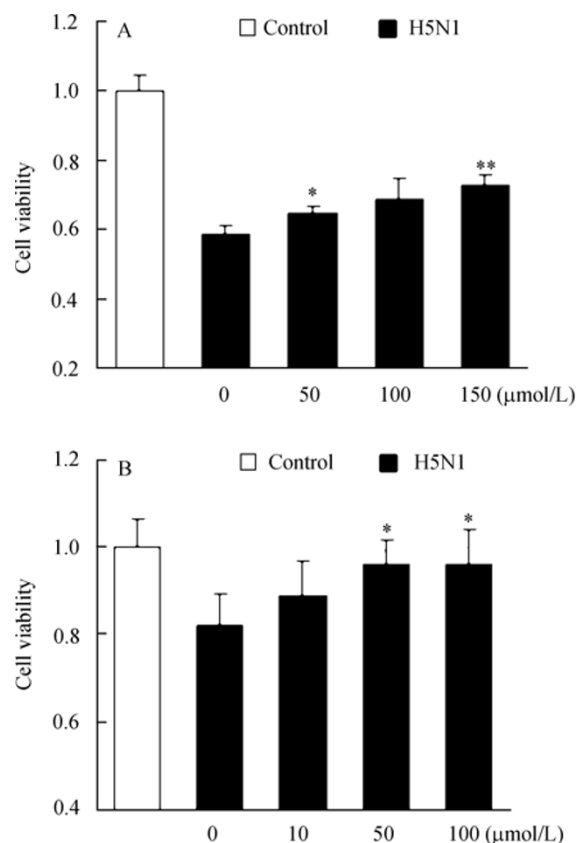 1.2
A
Control
H5N1
1.0
**
0.8
*
Cell viability
0.6
0.4
0.2
0 50 100 150 (μmol/L)
1.2
B
Control
H5N1
* *
1.0
Cell viability
0.8
0.6
0.4
0 10 50 100 (μmol/L)